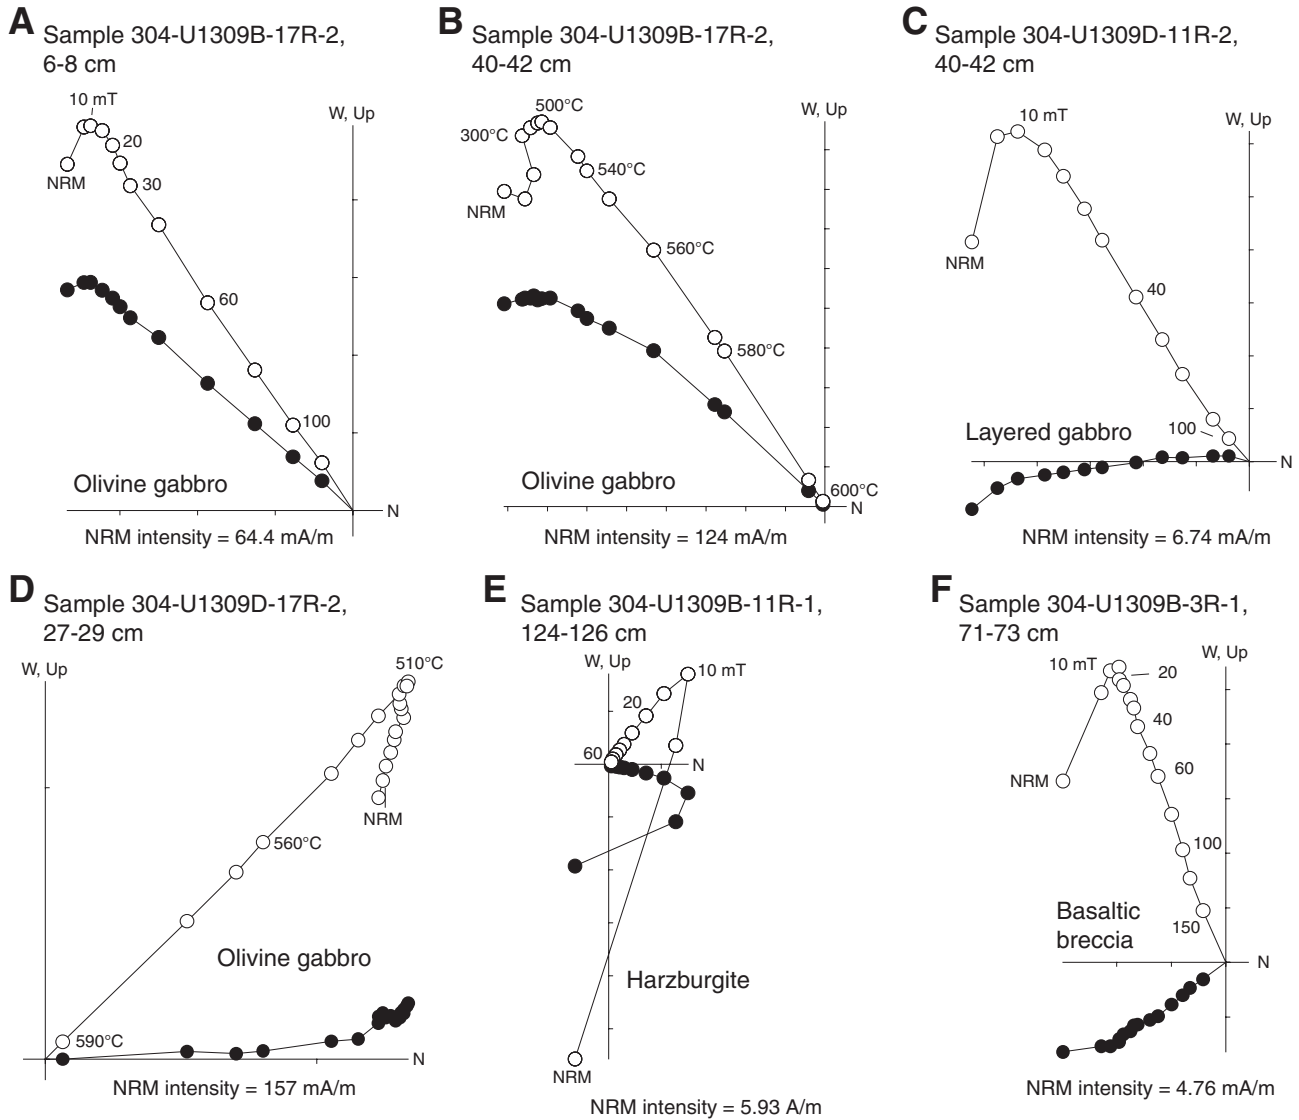 A Sample 304-U1309B-17R-2,
6-8 cm
10 mT
W, Up
20
NRM
30
60
100
Olivine gabbro
N
NRM intensity = 64.4 mA/m
B Sample 304-U1309B-17R-2,
40-42 cm
500°C
W, Up
300°C
540°C
NRM
560°C
580°C
Olivine gabbro
600°C
N
NRM intensity = 124 mA/m
C Sample 304-U1309D-11R-2,
40-42 cm
10 mT
W, Up
NRM
40
100
Layered gabbro
N
NRM intensity = 6.74 mA/m
D Sample 304-U1309D-17R-2,
27-29 cm
W, Up
510°C
NRM
560°C
Olivine gabbro
590°C
N
NRM intensity = 157 mA/m
E Sample 304-U1309B-11R-1,
124-126 cm
W, Up
10 mT
20
60
N
Harzburgite
NRM
NRM intensity = 5.93 A/m
F Sample 304-U1309B-3R-1,
71-73 cm
W, Up
10 mT
20
40
NRM
60
100
Basaltic
breccia
150
N
NRM intensity = 4.76 mA/m